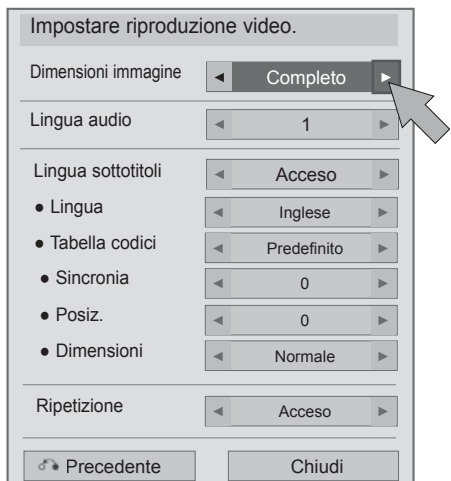 Impostare riproduzione video.
Dimensioni immagine ◄ Completo ►
Lingua audio ◄ 1 ►
Lingua sottotitoli ◄ Acceso ►
● Lingua ◄ Inglese ►
● Tabella codici ◄ Predefinito ►
● Sincronia ◄ 0 ►
● Posiz. ◄ 0 ►
● Dimensioni ◄ Normale ►
Ripetizione ◄ Acceso ►
Precedente Chiudi